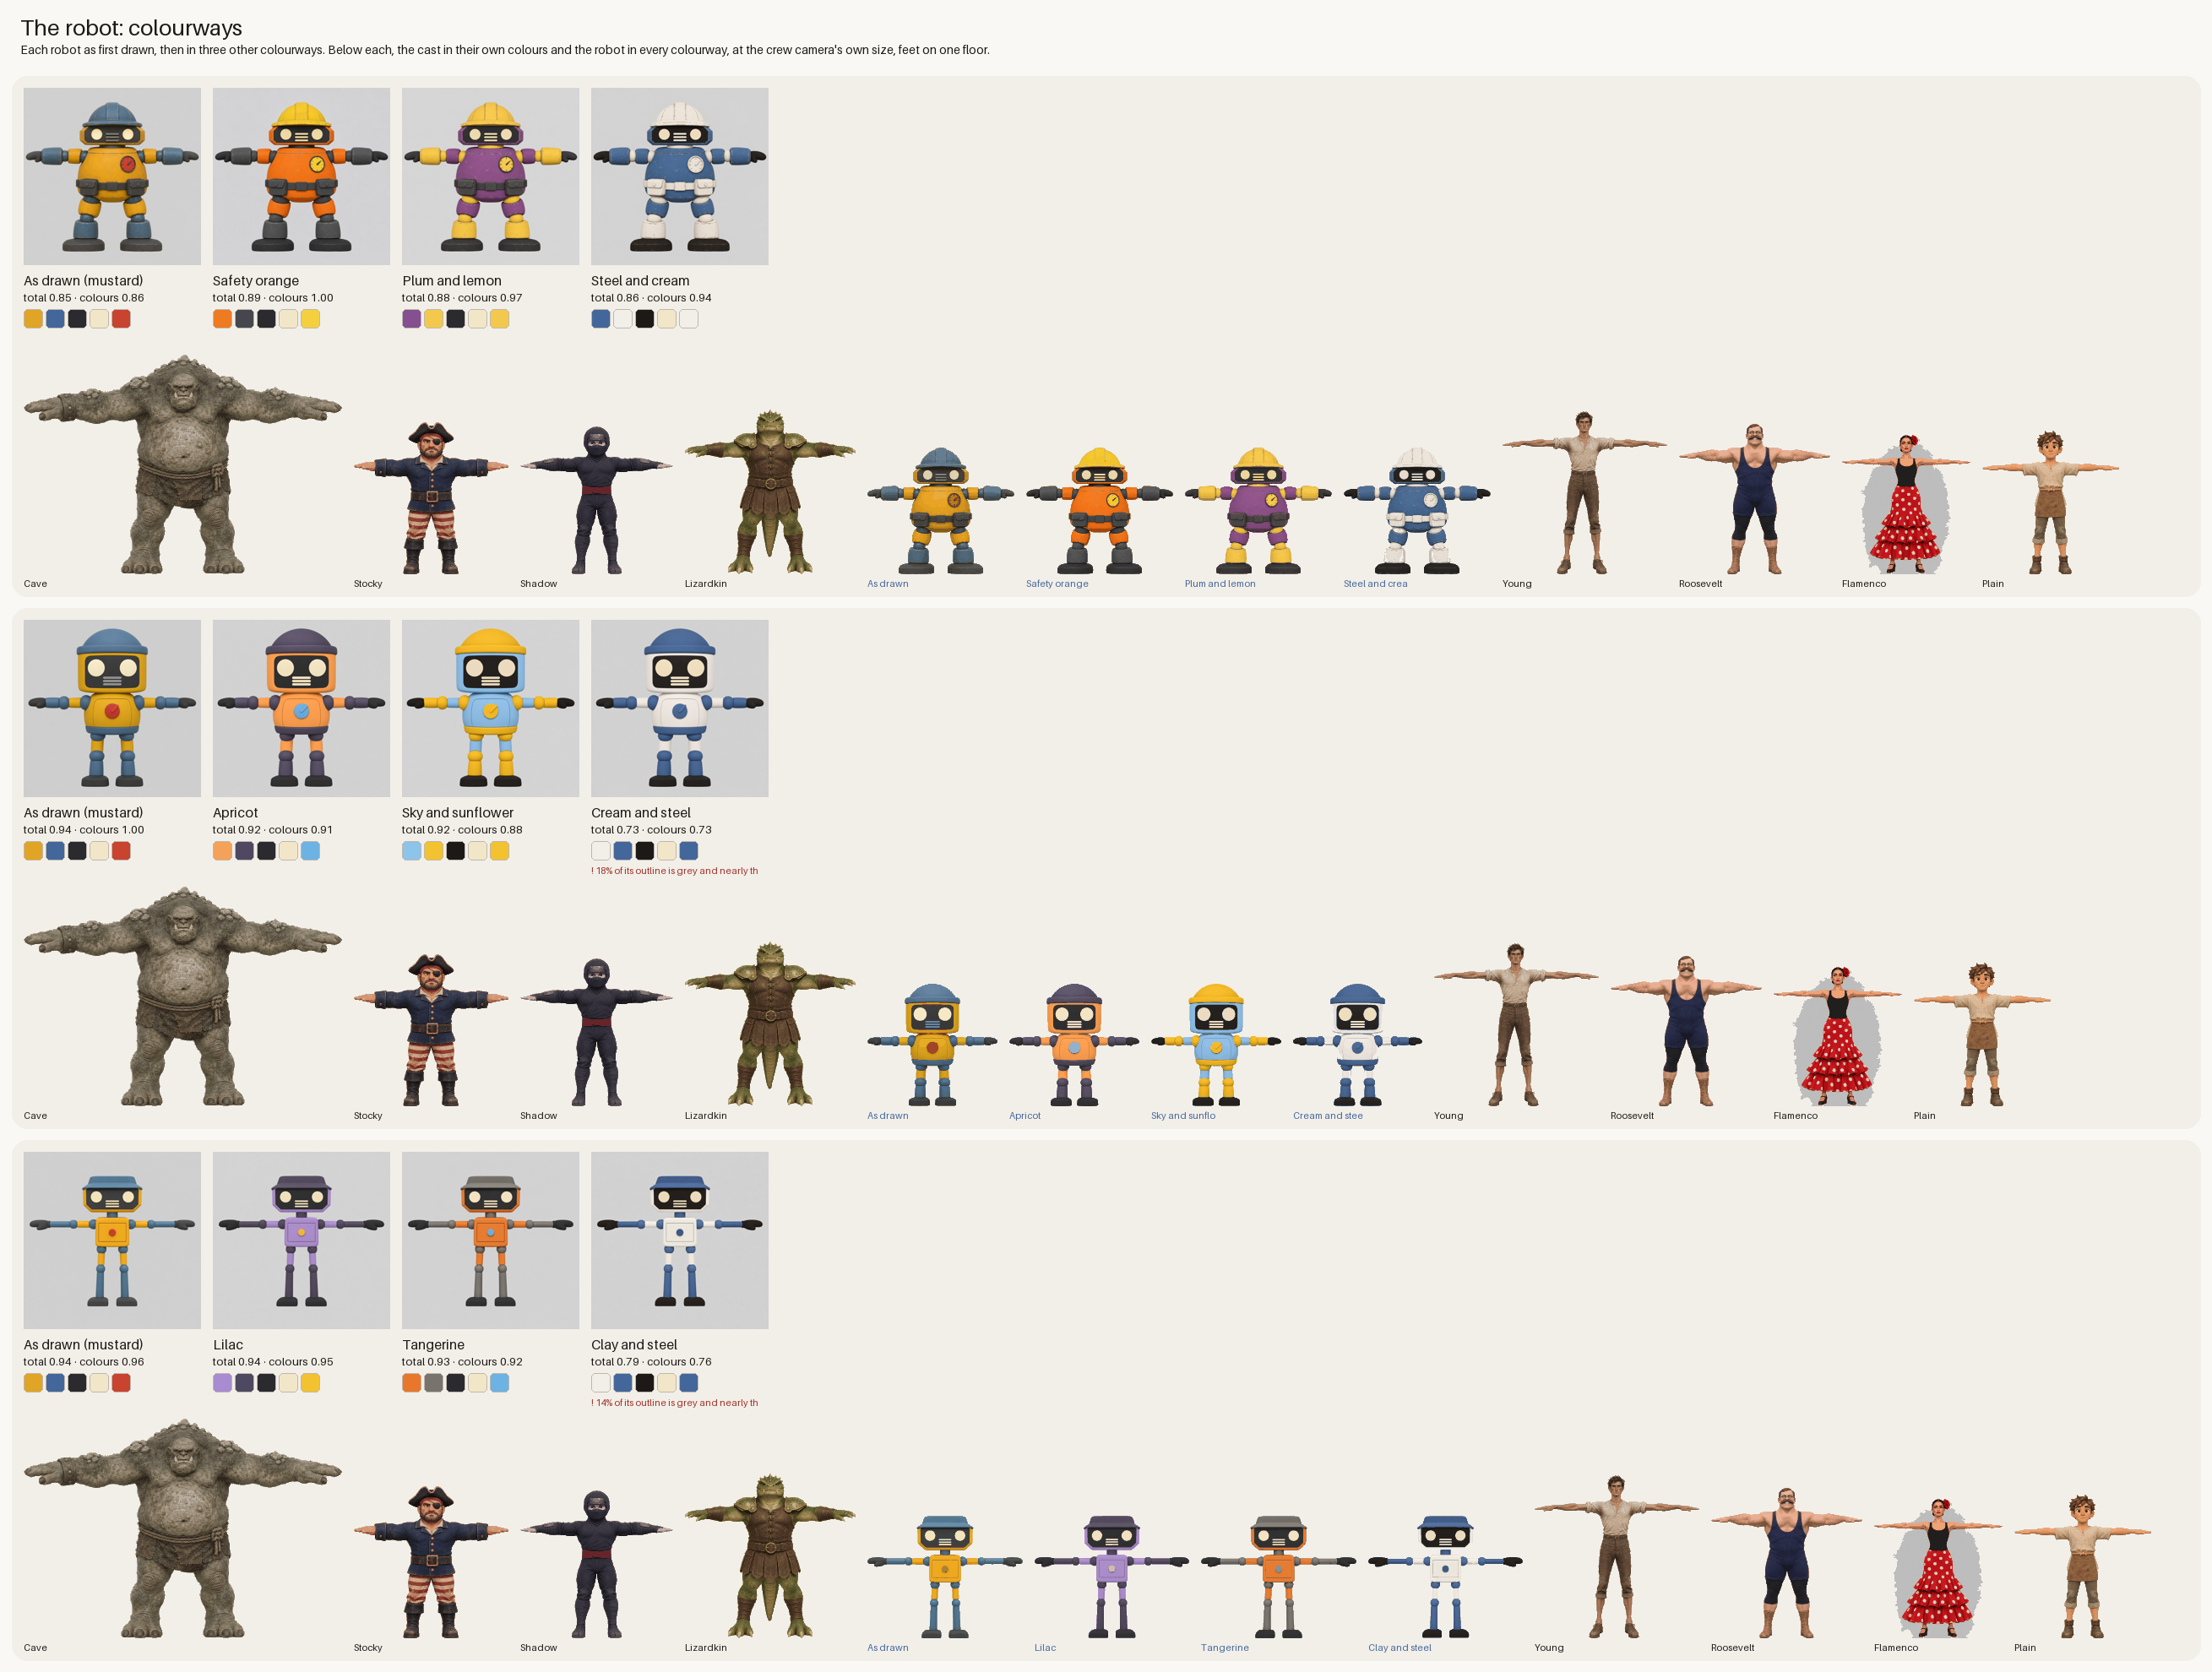 The robot: colourways
Each robot as first drawn, then in three other colourways. Below each, the cast in their own colours and the robot in every colourway, at the crew camera's own size, feet on one floor.
As drawn (mustard)
total 0.85 · colours 0.86
Safety orange
total 0.89 · colours 1.00
Plum and lemon
total 0.88 · colours 0.97
Steel and cream
total 0.86 · colours 0.94
Cave
Stocky
Shadow
Lizardkin
As drawn
Safety orange
Plum and lemon
Steel and crea
Young
Roosevelt
Flamenco
Plain
As drawn (mustard)
total 0.94 · colours 1.00
Apricot
total 0.92 · colours 0.91
Sky and sunflower
total 0.92 · colours 0.88
Cream and steel
total 0.73 · colours 0.73
! 18% of its outline is grey and nearly th
Cave
Stocky
Shadow
Lizardkin
As drawn
Apricot
Sky and sunflo
Cream and stee
Young
Roosevelt
Flamenco
Plain
As drawn (mustard)
total 0.94 · colours 0.96
Lilac
total 0.94 · colours 0.95
Tangerine
total 0.93 · colours 0.92
Clay and steel
total 0.79 · colours 0.76
! 14% of its outline is grey and nearly th
Cave
Stocky
Shadow
Lizardkin
As drawn
Lilac
Tangerine
Clay and steel
Young
Roosevelt
Flamenco
Plain